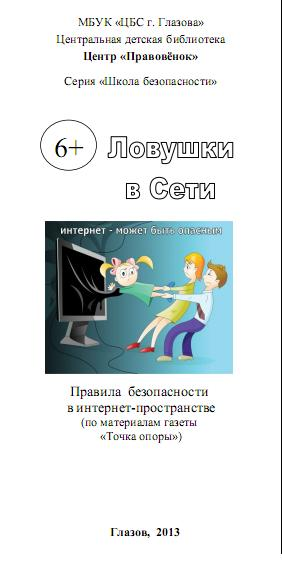 МБУК «ЦБС г. Глазова»
Центральная детская библиотека
Центр «Правовёнок»
Серия «Школа безопасности»
6+
Ловушки
в Сети
интернет - может быть опасным
Правила безопасности
в интернет-пространстве
(по материалам газеты
«Точка опоры»)
Глазов, 2013